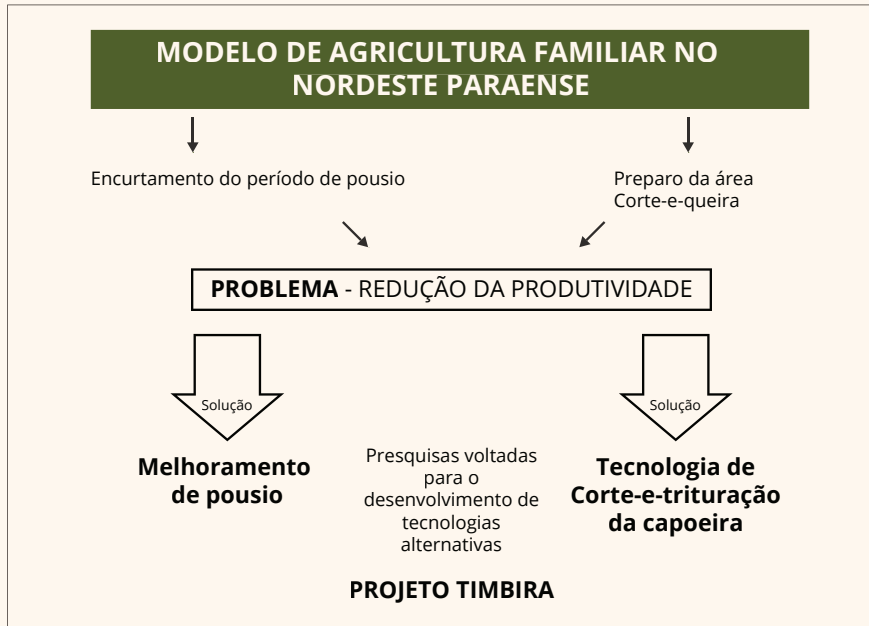 MODELO DE AGRICULTURA FAMILIAR NO
NORDESTE PARAENSE
Encurtamento do período de pousio
Preparo da área
Corte-e-queira
PROBLEMA - REDUÇÃO DA PRODUTIVIDADE
Solução
Solução
Melhoramento
de pousio
Presquisas voltadas
para o
desenvolvimento de
tecnologias
alternativas
Tecnologia de
Corte-e-trituração
da capoeira
PROJETO TIMBIRA